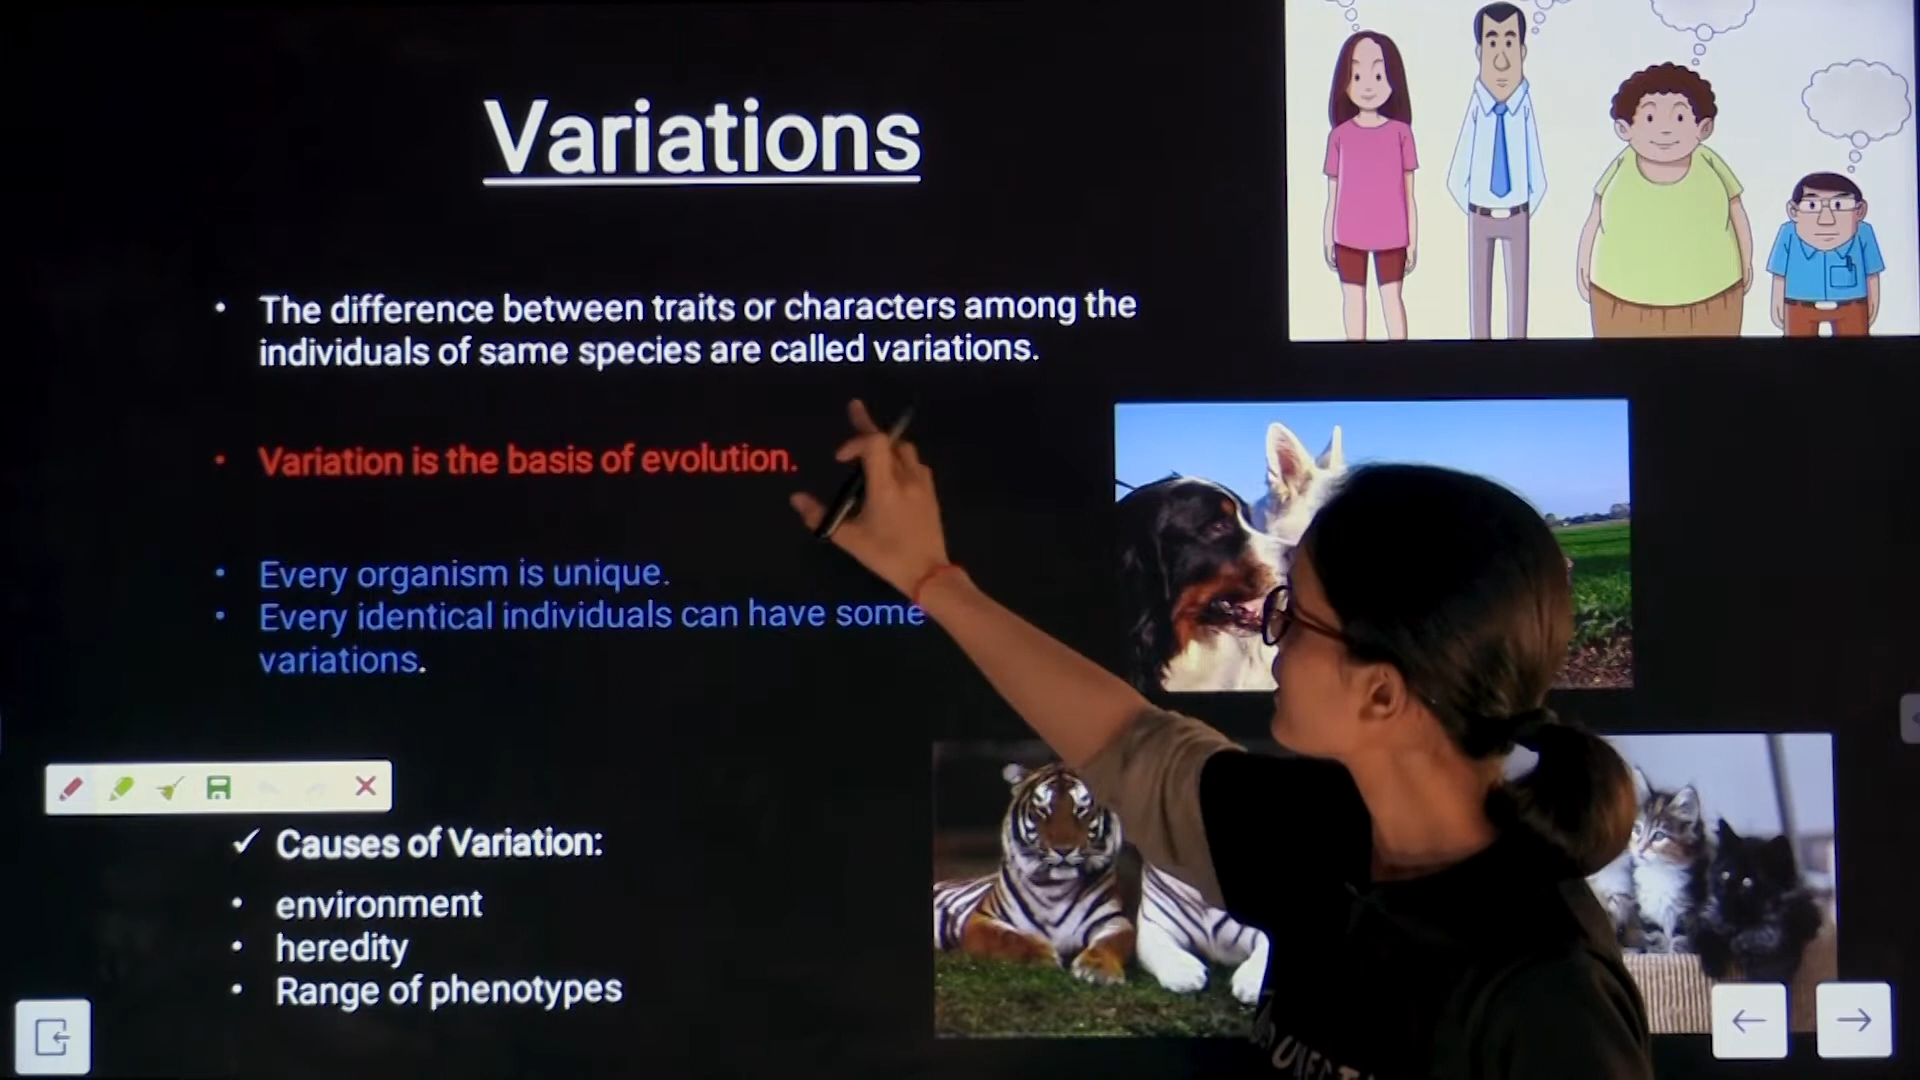 Variations
• The difference between traits or characters among the
individuals of same species are called variations.
• Variation is the basis of evolution.
• Every organism is unique.
• Every identical individuals can have some
variations.
✓ Causes of Variation:
• environment
• heredity
• Range of phenotypes